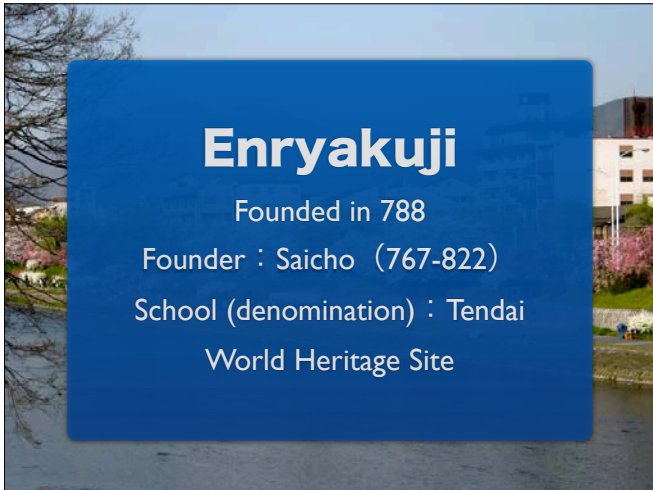 Enryakuji
Founded in 788
Founder：Saicho（767-822）
School (denomination)：Tendai
World Heritage Site